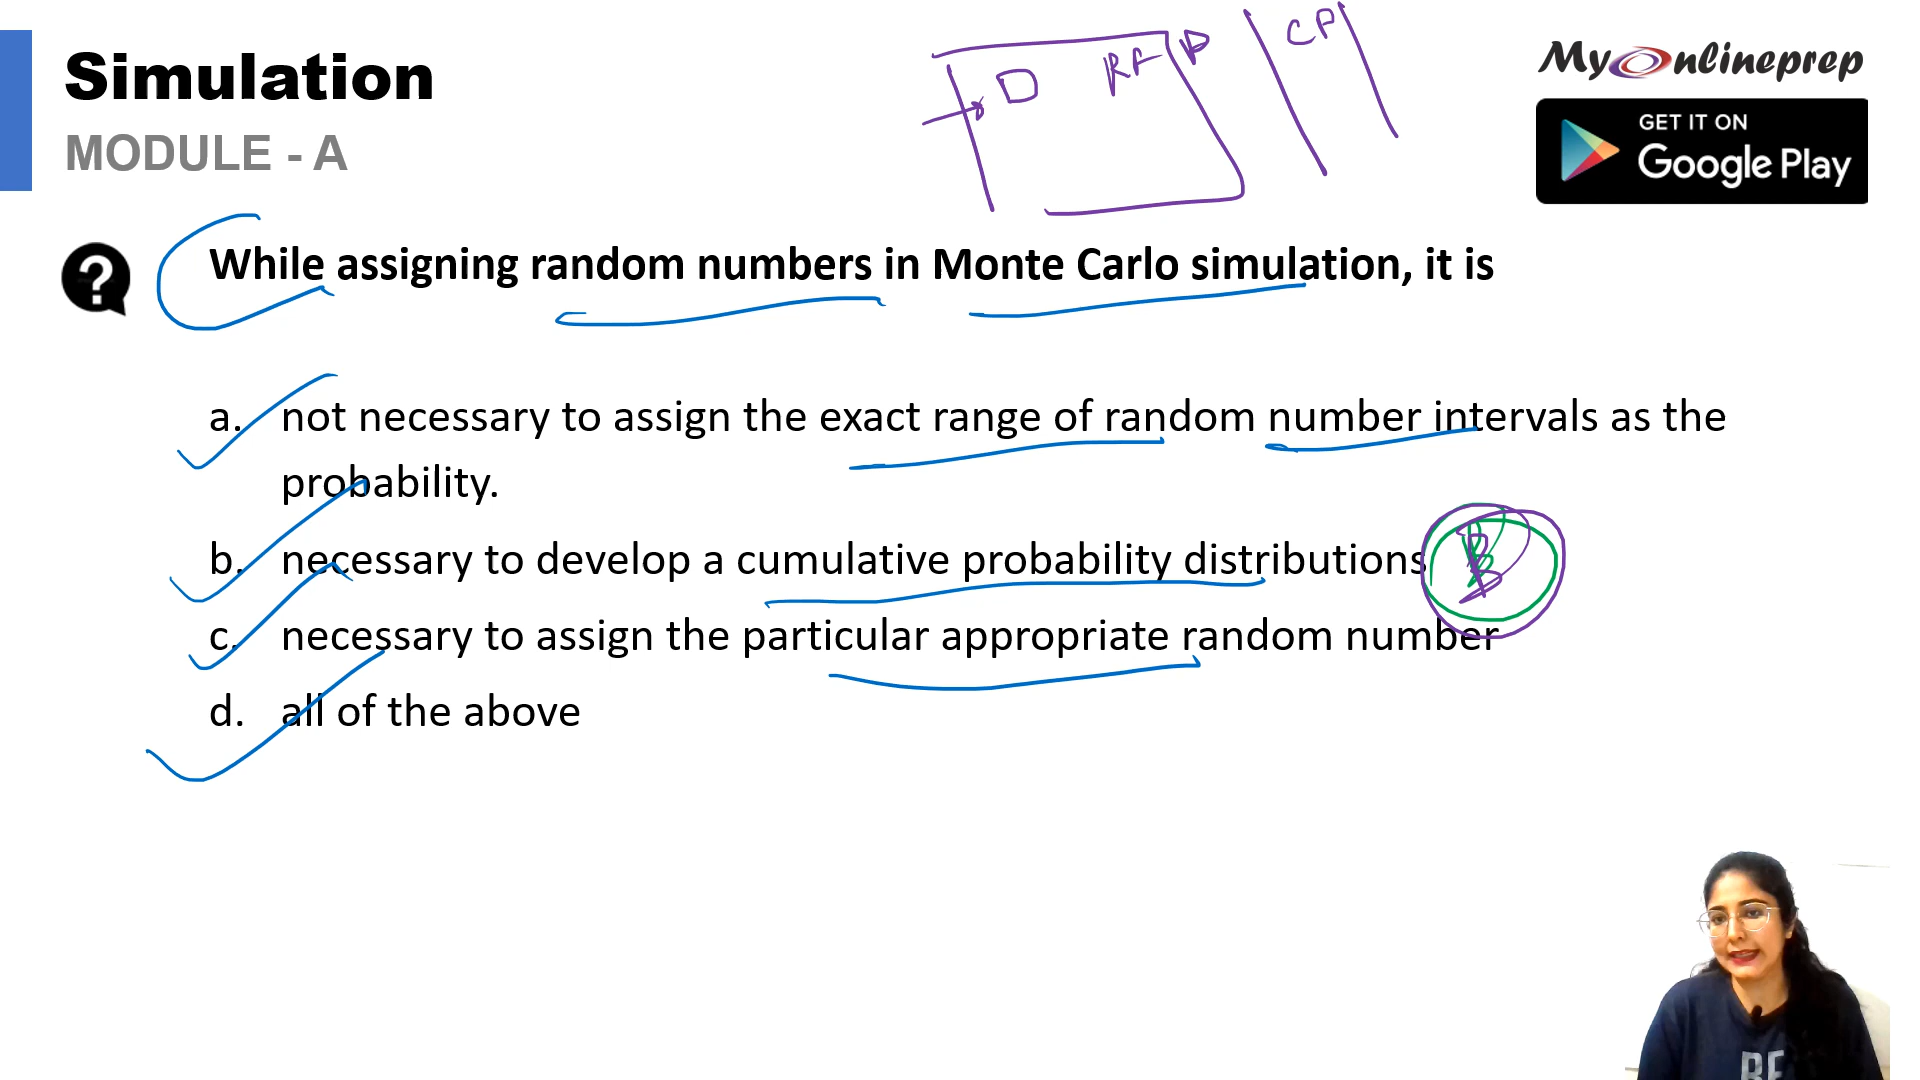 Simulation
MODULE - A
D RF P CP
MyOnlineprep
GET IT ON
Google Play
While assigning random numbers in Monte Carlo simulation, it is
a. not necessary to assign the exact range of random number intervals as the
probability.
b. necessary to develop a cumulative probability distributions
B
c. necessary to assign the particular appropriate random number
d. all of the above